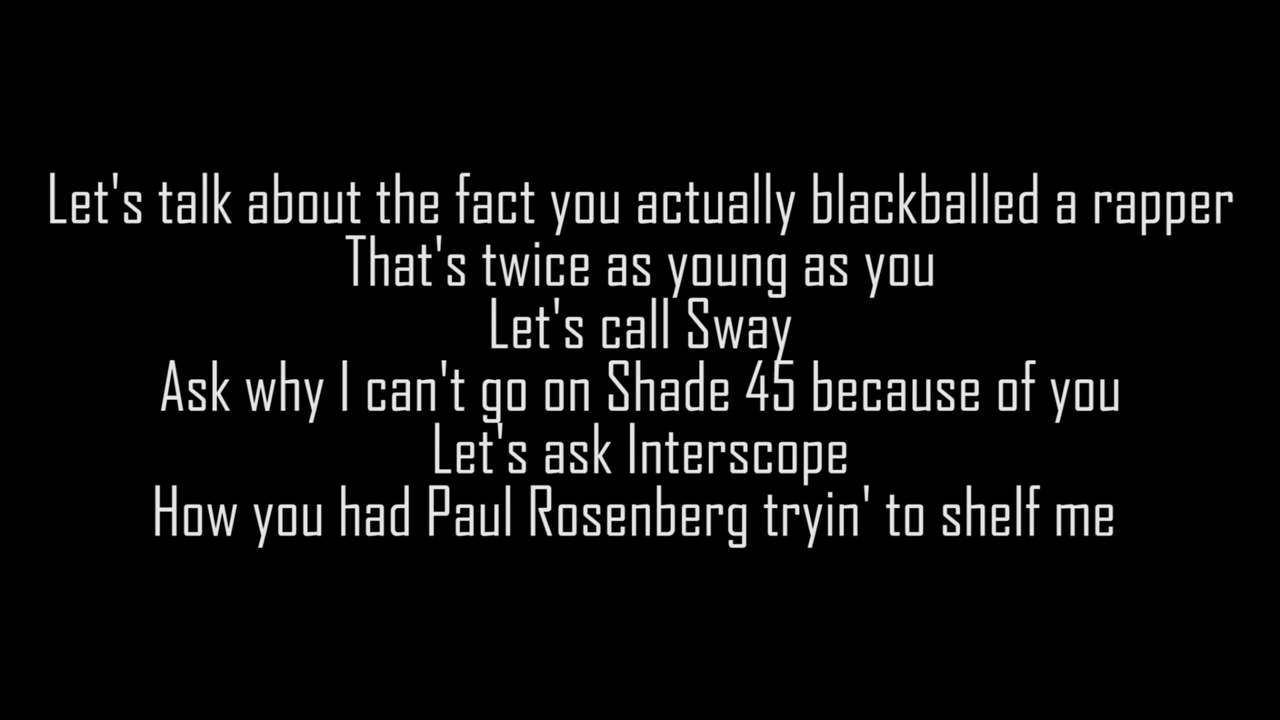 Let's talk about the fact you actually blackballed a rapper
That's twice as young as you
Let's call Sway
Ask why I can't go on Shade 45 because of you
Let's ask Interscope
How you had Paul Rosenberg tryin' to shelf me